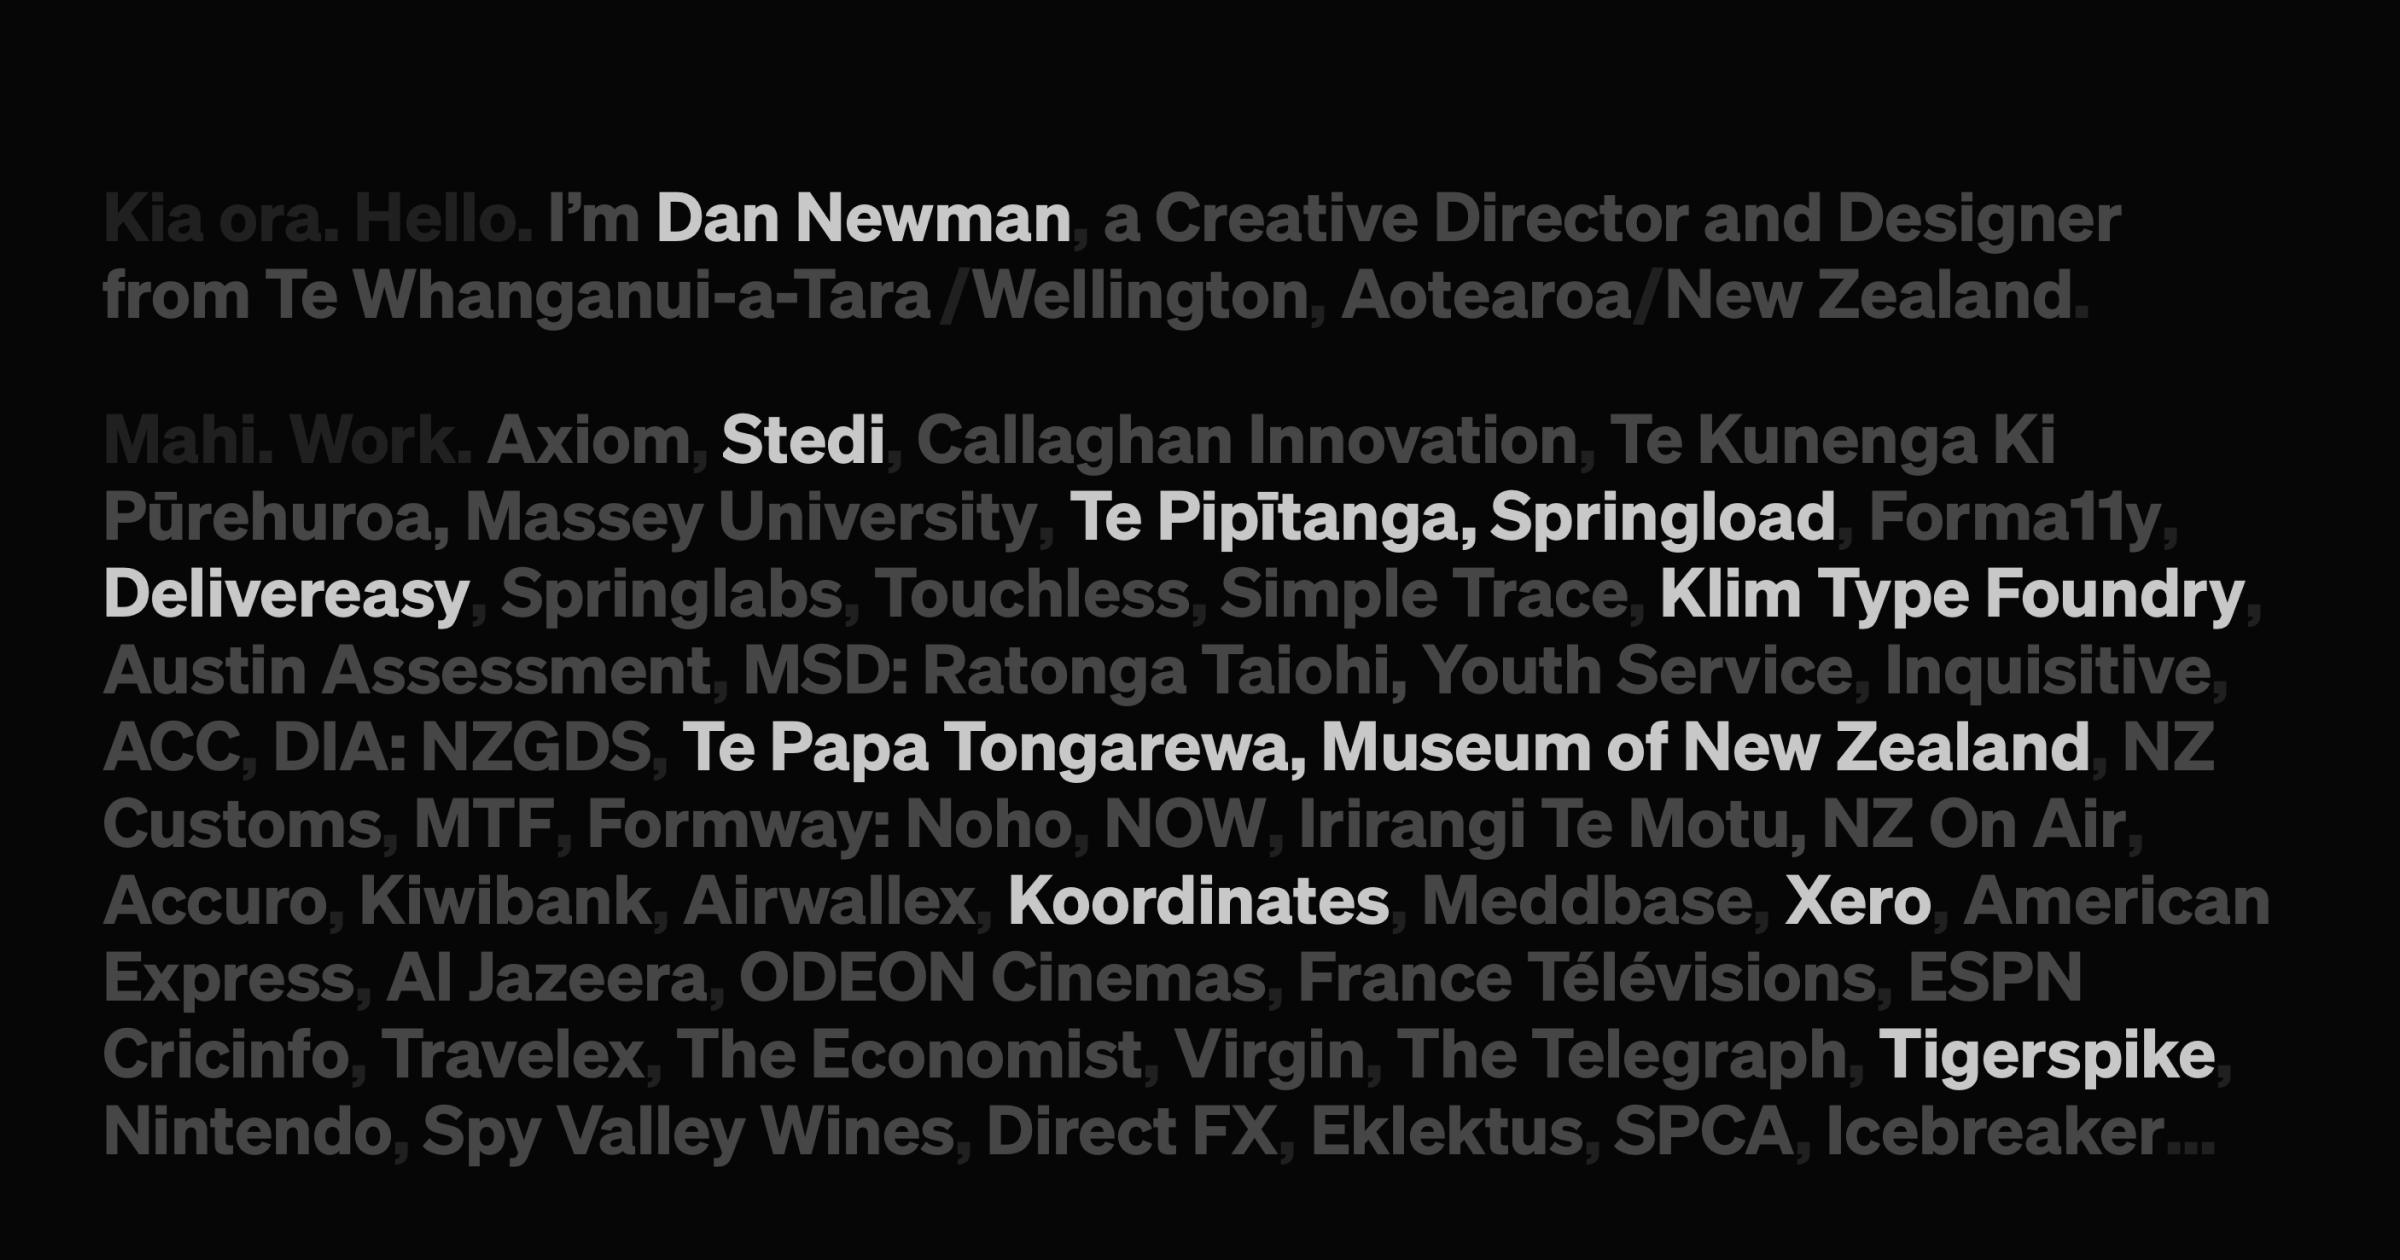 Kia ora. Hello. I’m Dan Newman, a Creative Director and Designer
from Te Whanganui-a-Tara/Wellington, Aotearoa/New Zealand.
Mahi. Work. Axiom, Stedi, Callaghan Innovation, Te Kunenga Ki
Pūrehuroa, Massey University, Te Pipītanga, Springload, Forma11y,
Delivereasy, Springlabs, Touchless, Simple Trace, Klim Type Foundry,
Austin Assessment, MSD: Ratonga Taiohi, Youth Service, Inquisitive,
ACC, DIA: NZGDS, Te Papa Tongarewa, Museum of New Zealand, NZ
Customs, MTF, Formway: Noho, NOW, Irirangi Te Motu, NZ On Air,
Accuro, Kiwibank, Airwallex, Koordinates, Meddbase, Xero, American
Express, Al Jazeera, ODEON Cinemas, France Télévisions, ESPN
Cricinfo, Travelex, The Economist, Virgin, The Telegraph, Tigerspike,
Nintendo, Spy Valley Wines, Direct FX, Eklektus, SPCA, Icebreaker...